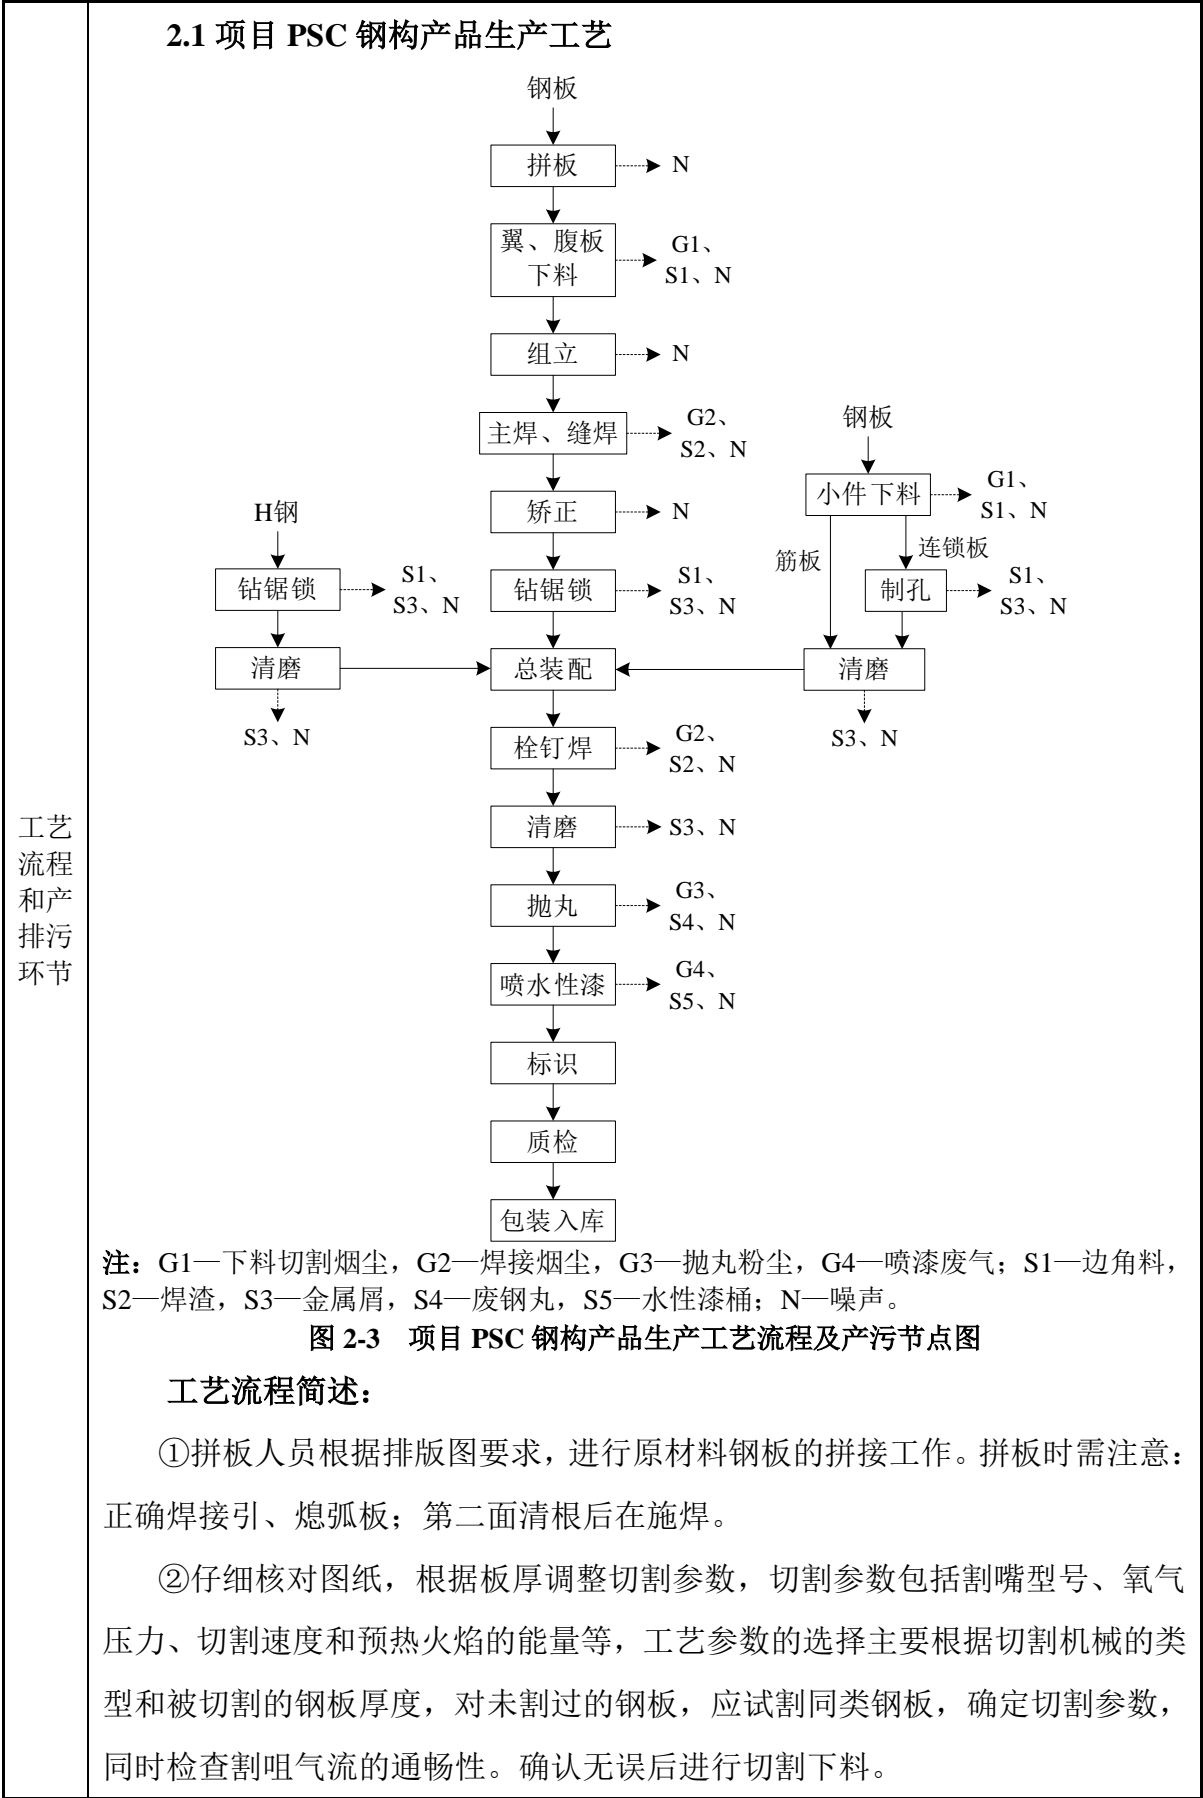 2.1 项目 PSC 钢构产品生产工艺
钢板
拼板
N
翼、腹板
下料
G1、
S1、N
组立
N
主焊、缝焊
G2、
S2、N
矫正
N
钻锯锁
S1、
S3、N
H钢
钻锯锁
S1、
S3、N
清磨
S3、N
钢板
小件下料
G1、
S1、N
筋板
连锁板
制孔
S1、
S3、N
清磨
S3、N
总装配
栓钉焊
G2、
S2、N
清磨
S3、N
抛丸
G3、
S4、N
喷水性漆
G4、
S5、N
标识
质检
包装入库
工艺
流程
和产
排污
环节
注：G1—下料切割烟尘，G2—焊接烟尘，G3—抛丸粉尘，G4—喷漆废气；S1—边角料，
S2—焊渣，S3—金属屑，S4—废钢丸，S5—水性漆桶；N—噪声。
图 2-3 项目 PSC 钢构产品生产工艺流程及产污节点图
工艺流程简述：
①拼板人员根据排版图要求，进行原材料钢板的拼接工作。拼板时需注意：
正确焊接引、熄弧板；第二面清根后在施焊。
②仔细核对图纸，根据板厚调整切割参数，切割参数包括割嘴型号、氧气
压力、切割速度和预热火焰的能量等，工艺参数的选择主要根据切割机械的类
型和被切割的钢板厚度，对未割过的钢板，应试割同类钢板，确定切割参数，
同时检查割咀气流的通畅性。确认无误后进行切割下料。